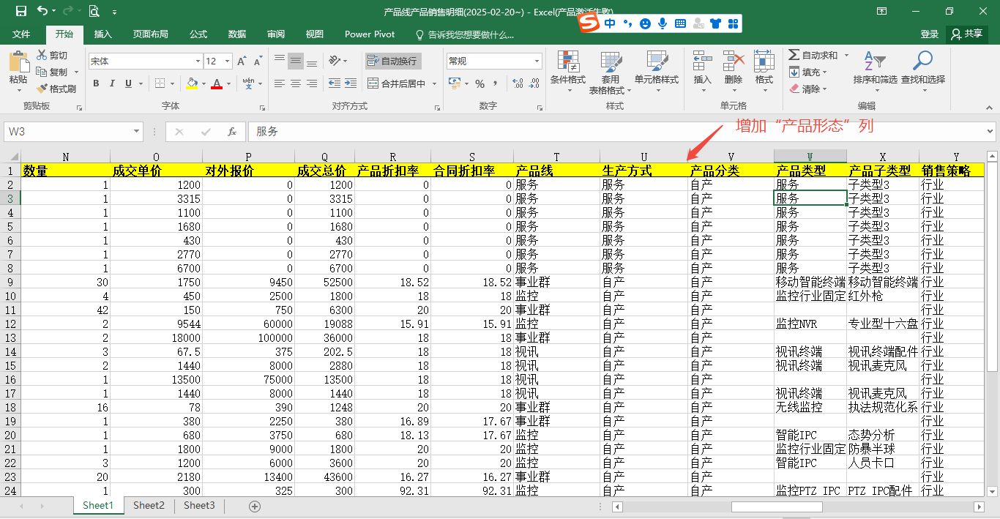 产品线产品销售明细(2025-02-20~) - Excel(产品激活失败)
文件 开始 插入 页面布局 公式 数据 审阅 视图 Power Pivot 告诉我您想要做什么... 登录 共享
中
粘贴 剪切 复制 格式刷 剪贴板
宋体 12 B I U A wén 文 字体
自动换行 合并后居中 对齐方式
常规 % , 数字
条件格式 套用 表格格式 单元格样式 样式
插入 删除 格式 单元格
自动求和 填充 清除 排序和筛选 查找和选择 编辑
增加“产品形态”列
W3 fx 服务
N O P Q R S T U V W X Y
1 数量 成交单价 对外报价 成交总价 产品折扣率 合同折扣率 产品线 生产方式 产品分类 产品类型 产品子类型 销售策略
2 1 1200 0 1200 0 0 服务 服务 自产 服务 子类型3 行业
3 1 3315 0 3315 0 0 服务 服务 自产 服务 子类型3 行业
4 1 1100 0 1100 0 0 服务 服务 自产 服务 子类型3 行业
5 1 1680 0 1680 0 0 服务 服务 自产 服务 子类型3 行业
6 1 430 0 430 0 0 服务 服务 自产 服务 子类型3 行业
7 1 2770 0 2770 0 0 服务 服务 自产 服务 子类型3 行业
8 1 6700 0 6700 0 0 服务 服务 自产 服务 子类型3 行业
9 30 1750 9450 52500 18.52 18.52 事业群 自产 自产 移动智能终端 移动智能终端 行业
10 4 450 2500 1800 18 18 监控 自产 自产 监控行业固定 红外枪 行业
11 42 150 750 6300 20 20 事业群 自产 自产 行业
12 2 9544 60000 19088 15.91 15.91 监控 自产 自产 监控NVR 专业型十六盘 行业
13 2 18000 100000 36000 18 18 事业群 自产 自产 行业
14 3 67.5 375 202.5 18 18 视讯 自产 自产 视讯终端 视讯终端配件 行业
15 2 1440 8000 2880 18 18 视讯 自产 自产 视讯终端 视讯麦克风 行业
16 1 13500 75000 13500 18 18 视讯 自产 自产 行业
17 1 1440 8000 1440 18 18 视讯 自产 自产 视讯终端 视讯麦克风 行业
18 16 78 390 1248 20 20 事业群 自产 自产 无线监控 执法规范化系 行业
19 1 380 2250 380 16.89 17.67 事业群 自产 自产 行业
20 1 680 3750 680 18.13 17.67 监控 自产 自产 智能IPC 态势分析 行业
21 1 1800 9000 1800 20 20 监控 自产 自产 监控行业固定 防暴半球 行业
22 3 1200 6000 3600 20 20 监控 自产 自产 智能IPC 人员卡口 行业
23 20 2180 13400 43600 16.27 16.27 事业群 自产 自产 行业
24 1 300 325 300 92.31 92.31 监控 自产 自产 监控PTZ IPC PTZ IPC配件 行业
Sheet1 Sheet2 Sheet3